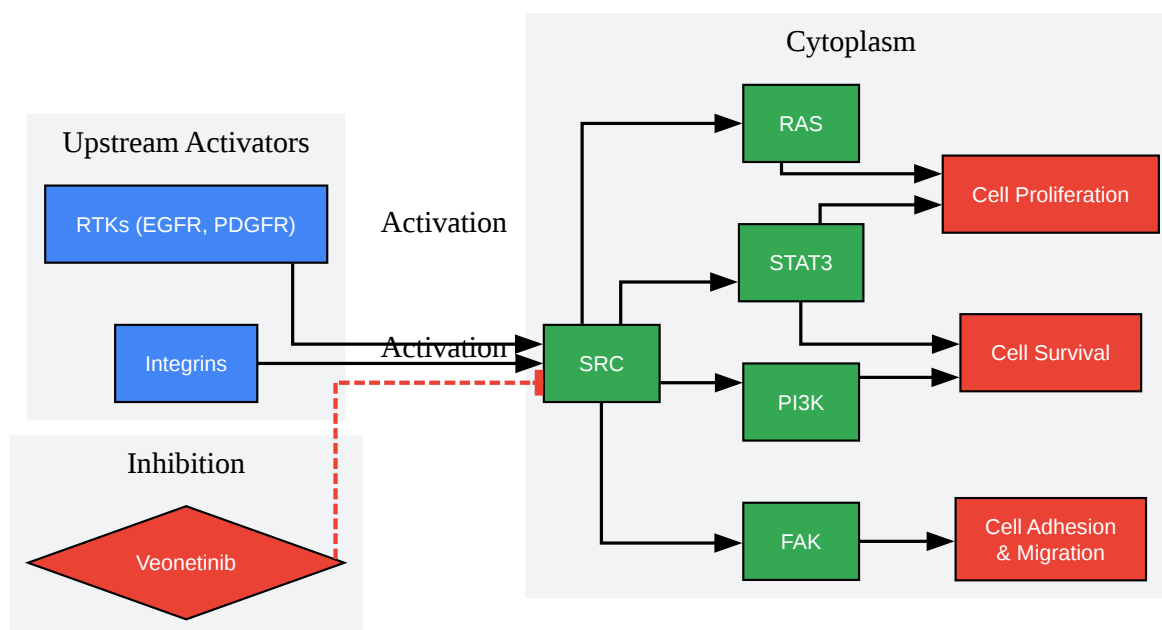 Cytoplasm
Upstream Activators
RTKs (EGFR, PDGFR)
Activation
RAS
Cell Proliferation
STAT3
Integrins
Activation
SRC
Cell Survival
PI3K
Inhibition
Veonetinib
FAK
Cell Adhesion
& Migration